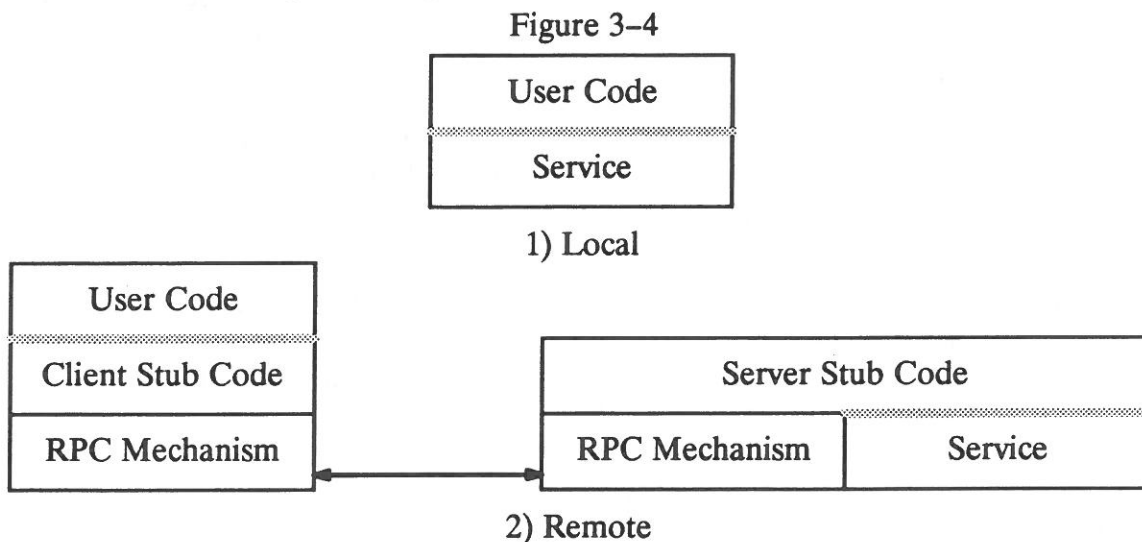 Figure 3–4
User Code
Service
1) Local
User Code
Client Stub Code
RPC Mechanism
Server Stub Code
RPC Mechanism
Service
2) Remote